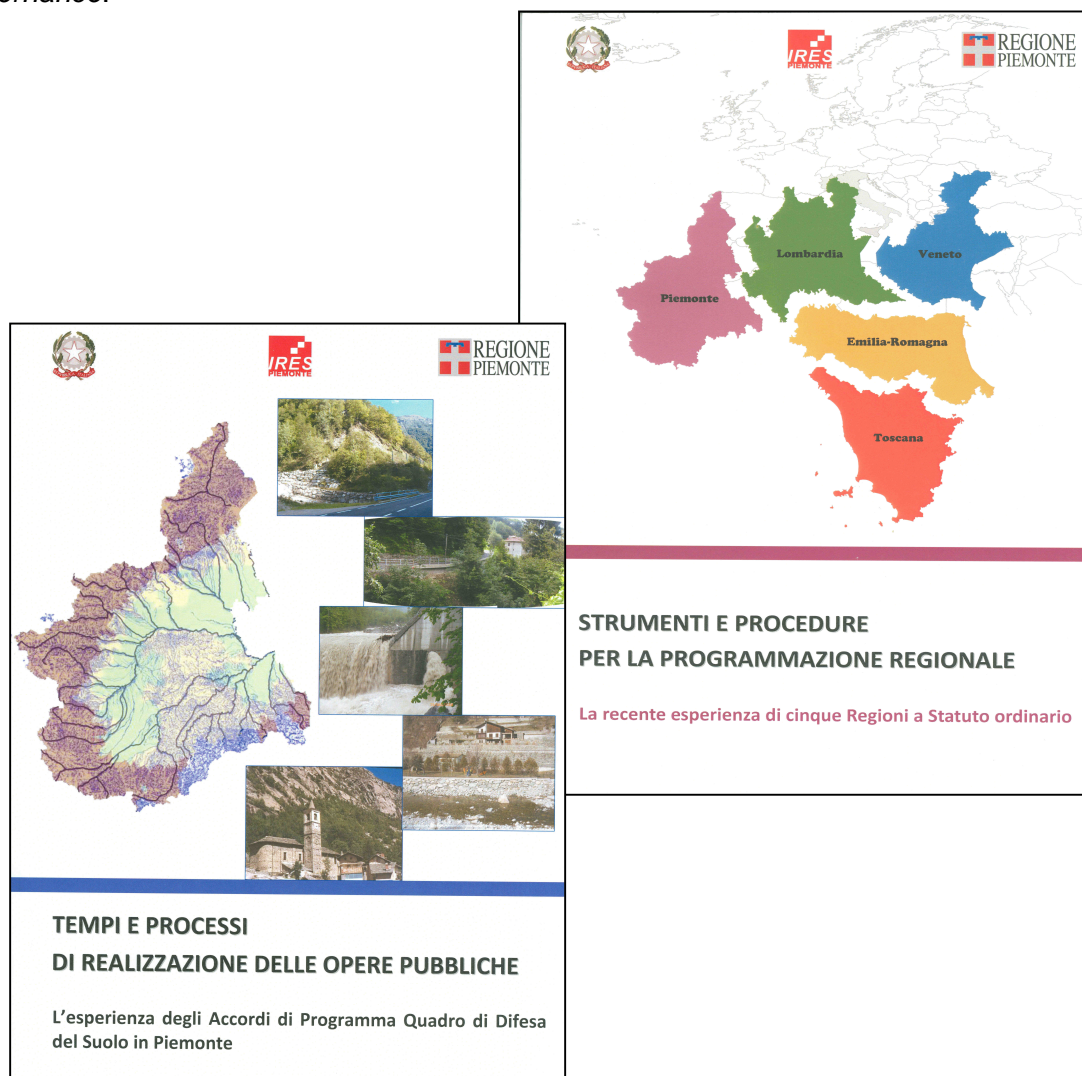 ernance.
IRES
PIEMONTE
REGIONE
PIEMONTE
Lombardia
Veneto
Piemonte
Emilia-Romagna
Toscana
STRUMENTI E PROCEDURE
PER LA PROGRAMMAZIONE REGIONALE
La recente esperienza di cinque Regioni a Statuto ordinario
IRES
PIEMONTE
REGIONE
PIEMONTE
TEMPI E PROCESSI
DI REALIZZAZIONE DELLE OPERE PUBBLICHE
L'esperienza degli Accordi di Programma Quadro di Difesa
del Suolo in Piemonte